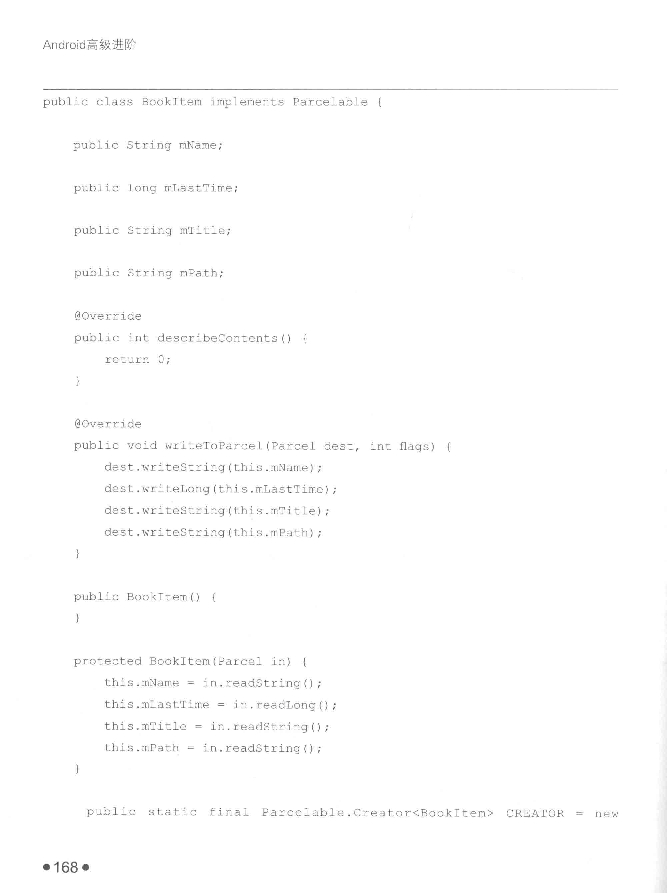 Android高级进阶
public class BookItem implements Parcelable {
public String mName;
public long mLastTime;
public String mTitle;
public String mPath;
@Override
public int describeContents() {
return 0;
}
@Override
public void writeToParcel(Parcel dest, int flags) {
dest.writeString(this.mName);
dest.writeLong(this.mLastTime);
dest.writeString(this.mTitle);
dest.writeString(this.mPath);
}
public BookItem() {
}
protected BookItem(Parcel in) {
this.mName = in.readString();
this.mLastTime = in.readLong();
this.mTitle = in.readString();
this.mPath = in.readString();
}
public static final Parcelable.Creator<BookItem> CREATOR = new
●168●